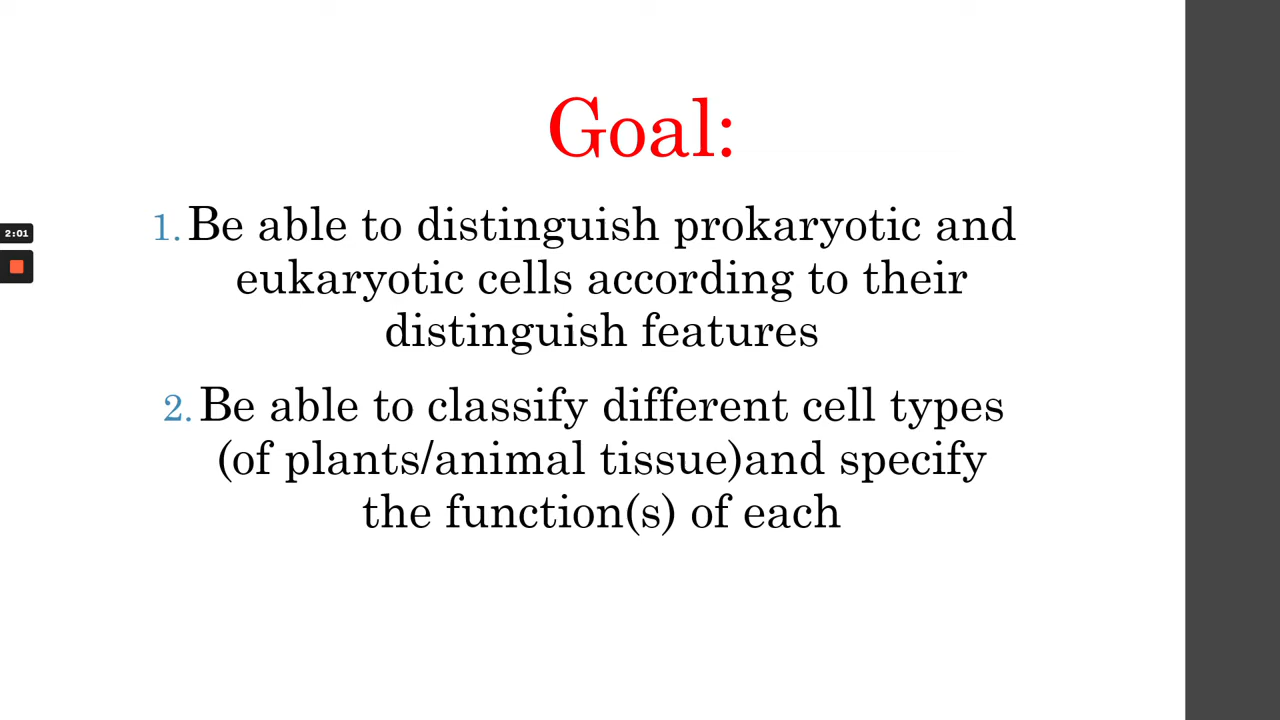 Goal:
1. Be able to distinguish prokaryotic and
eukaryotic cells according to their
distinguish features
2. Be able to classify different cell types
(of plants/animal tissue)and specify
the function(s) of each
2:01